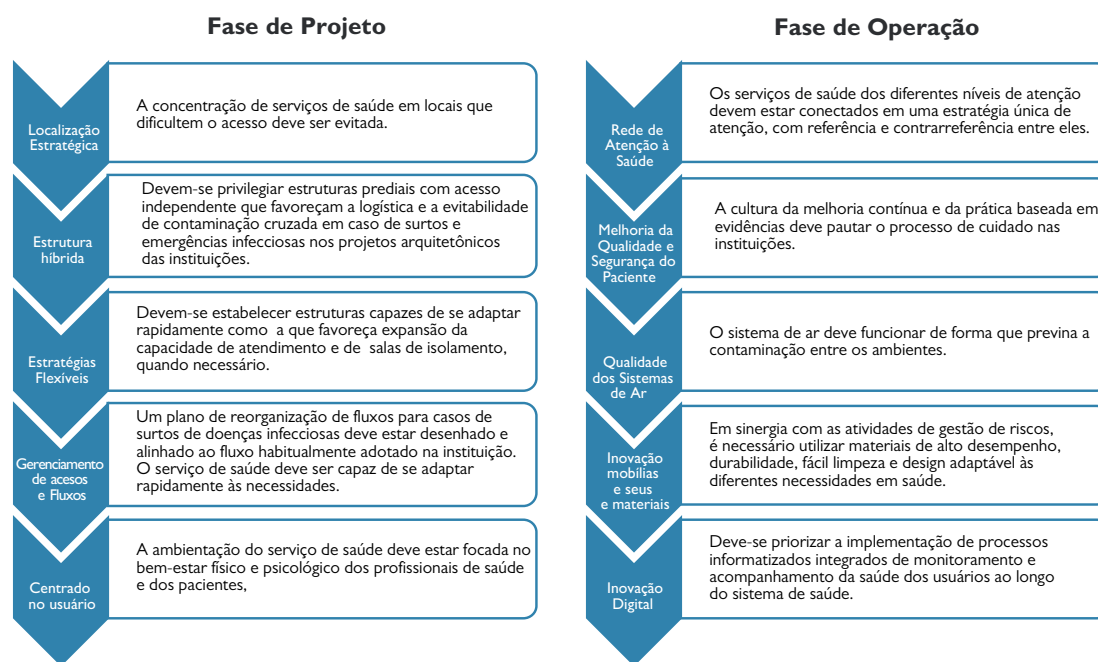 Fase de Projeto
Localização
Estratégica
A concentração de serviços de saúde em locais que
dificultem o acesso deve ser evitada.
Estrutura
híbrida
Devem-se privilegiar estruturas prediais com acesso
independente que favoreçam a logística e a evitabilidade
de contaminação cruzada em caso de surtos e
emergências infecciosas nos projetos arquitetônicos
das instituições.
Estratégias
Flexíveis
Devem-se estabelecer estruturas capazes de se adaptar
rapidamente como a que favoreça expansão da
capacidade de atendimento e de salas de isolamento,
quando necessário.
Gerenciamento
de acesos
e Fluxos
Um plano de reorganização de fluxos para casos de
surtos de doenças infecciosas deve estar desenhado e
alinhado ao fluxo habitualmente adotado na instituição.
O serviço de saúde deve ser capaz de se adaptar
rapidamente às necessidades.
Centrado
no usuário
A ambientação do serviço de saúde deve estar focada no
bem-estar físico e psicológico dos profissionais de saúde
e dos pacientes,
Fase de Operação
Rede de
Atenção à
Saúde
Os serviços de saúde dos diferentes níveis de atenção
devem estar conectados em uma estratégia única de
atenção, com referência e contrarreferência entre eles.
Melhoria da
Qualidade e
Segurança do
Paciente
A cultura da melhoria contínua e da prática baseada em
evidências deve pautar o processo de cuidado nas
instituições.
Qualidade
dos Sistemas
de Ar
O sistema de ar deve funcionar de forma que previna a
contaminação entre os ambientes.
Inovação
mobílias
e seus
e materiais
Em sinergia com as atividades de gestão de riscos,
é necessário utilizar materiais de alto desempenho,
durabilidade, fácil limpeza e design adaptável às
diferentes necessidades em saúde.
Inovação
Digital
Deve-se priorizar a implementação de processos
informatizados integrados de monitoramento e
acompanhamento da saúde dos usuários ao longo
do sistema de saúde.